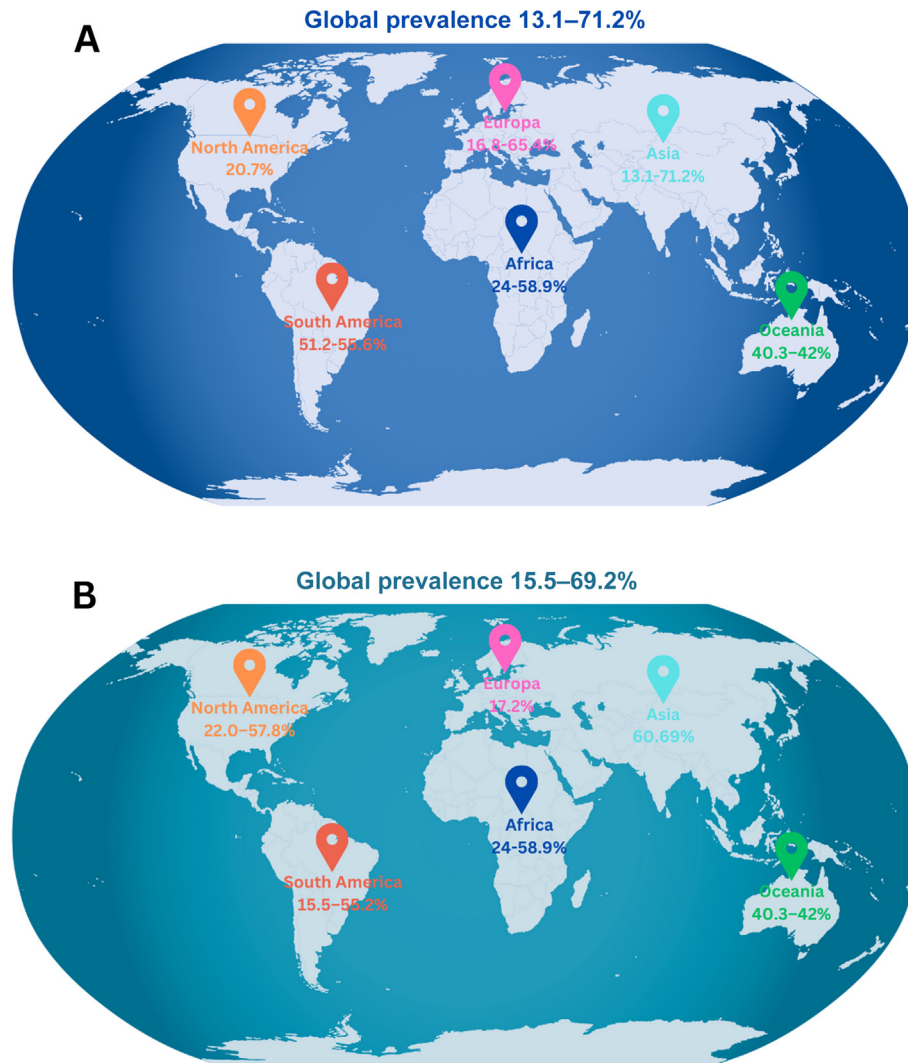 Global prevalence 13.1–71.2%
A
North America
20.7%
Europa
16.8-65.4%
Asia
13.1-71.2%
Africa
24-58.9%
South America
51.2-55.6%
Oceania
40.3–42%
Global prevalence 15.5–69.2%
B
North America
22.0–57.8%
Europa
17.2%
Asia
60.69%
Africa
24-58.9%
South America
15.5–55.2%
Oceania
40.3–42%